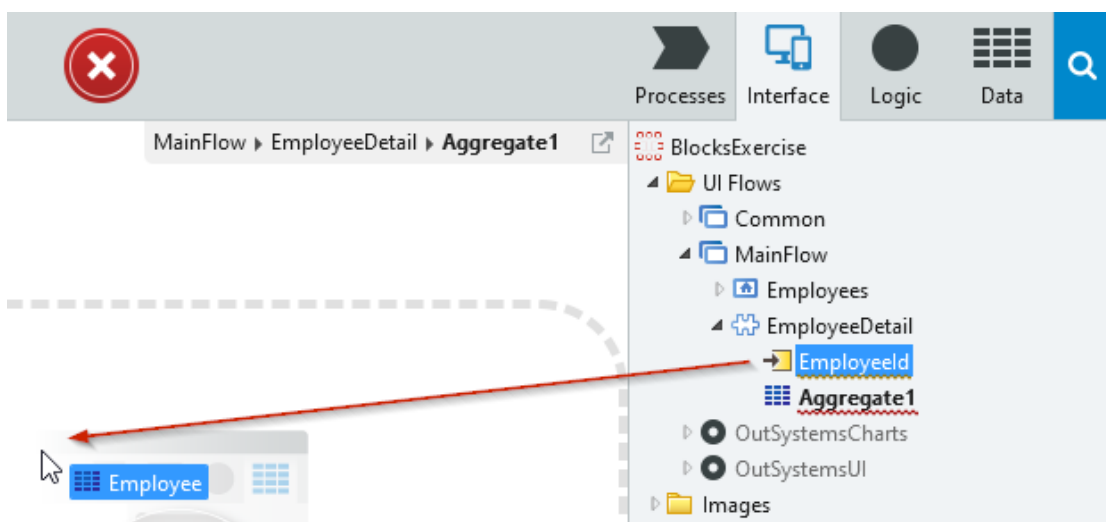 Processes Interface Logic Data
MainFlow EmployeeDetail Aggregate1
BlocksExercise
UI Flows
Common
MainFlow
Employees
EmployeeDetail
EmployeeId
Aggregate1
OutSystemsCharts
Employee
OutSystemsUI
Images